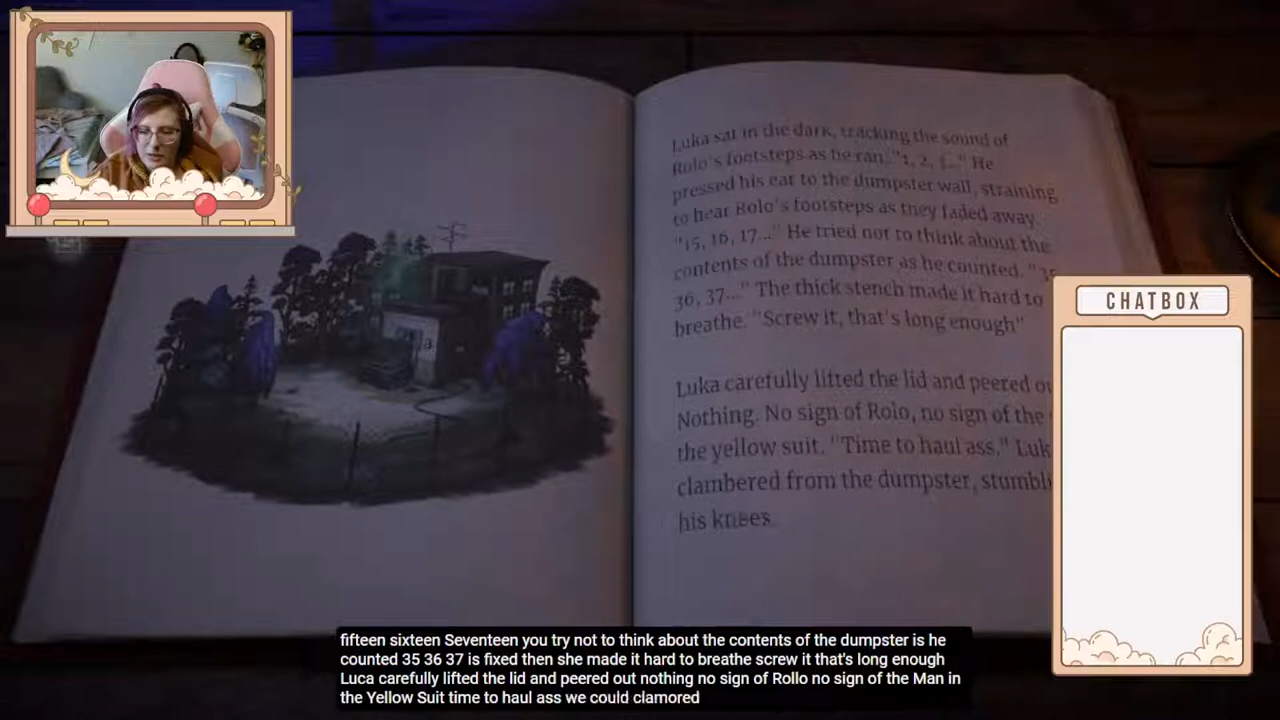 Luka sat in the dark, tracking the sound of
Rolo's footsteps as he ran. "1, 2, 3..." He
pressed his ear to the dumpster wall, straining
to hear Rolo's footsteps as they faded away.
"15, 16, 17..." He tried not to think about the
contents of the dumpster as he counted. "35
36, 37..." The thick stench made it hard to
breathe. "Screw it, that's long enough"
Luka carefully lifted the lid and peered
Nothing. No sign of Rolo, no sign of the
the yellow suit. "Time to haul ass," Luk
clambered from the dumpster, stumbl
his knees.
CHATBOX
fifteen sixteen Seventeen you try not to think about the contents of the dumpster is he
counted 35 36 37 is fixed then she made it hard to breathe screw it that's long enough
Luca carefully lifted the lid and peered out nothing no sign of Rollo no sign of the Man in
the Yellow Suit time to haul ass we could clamored